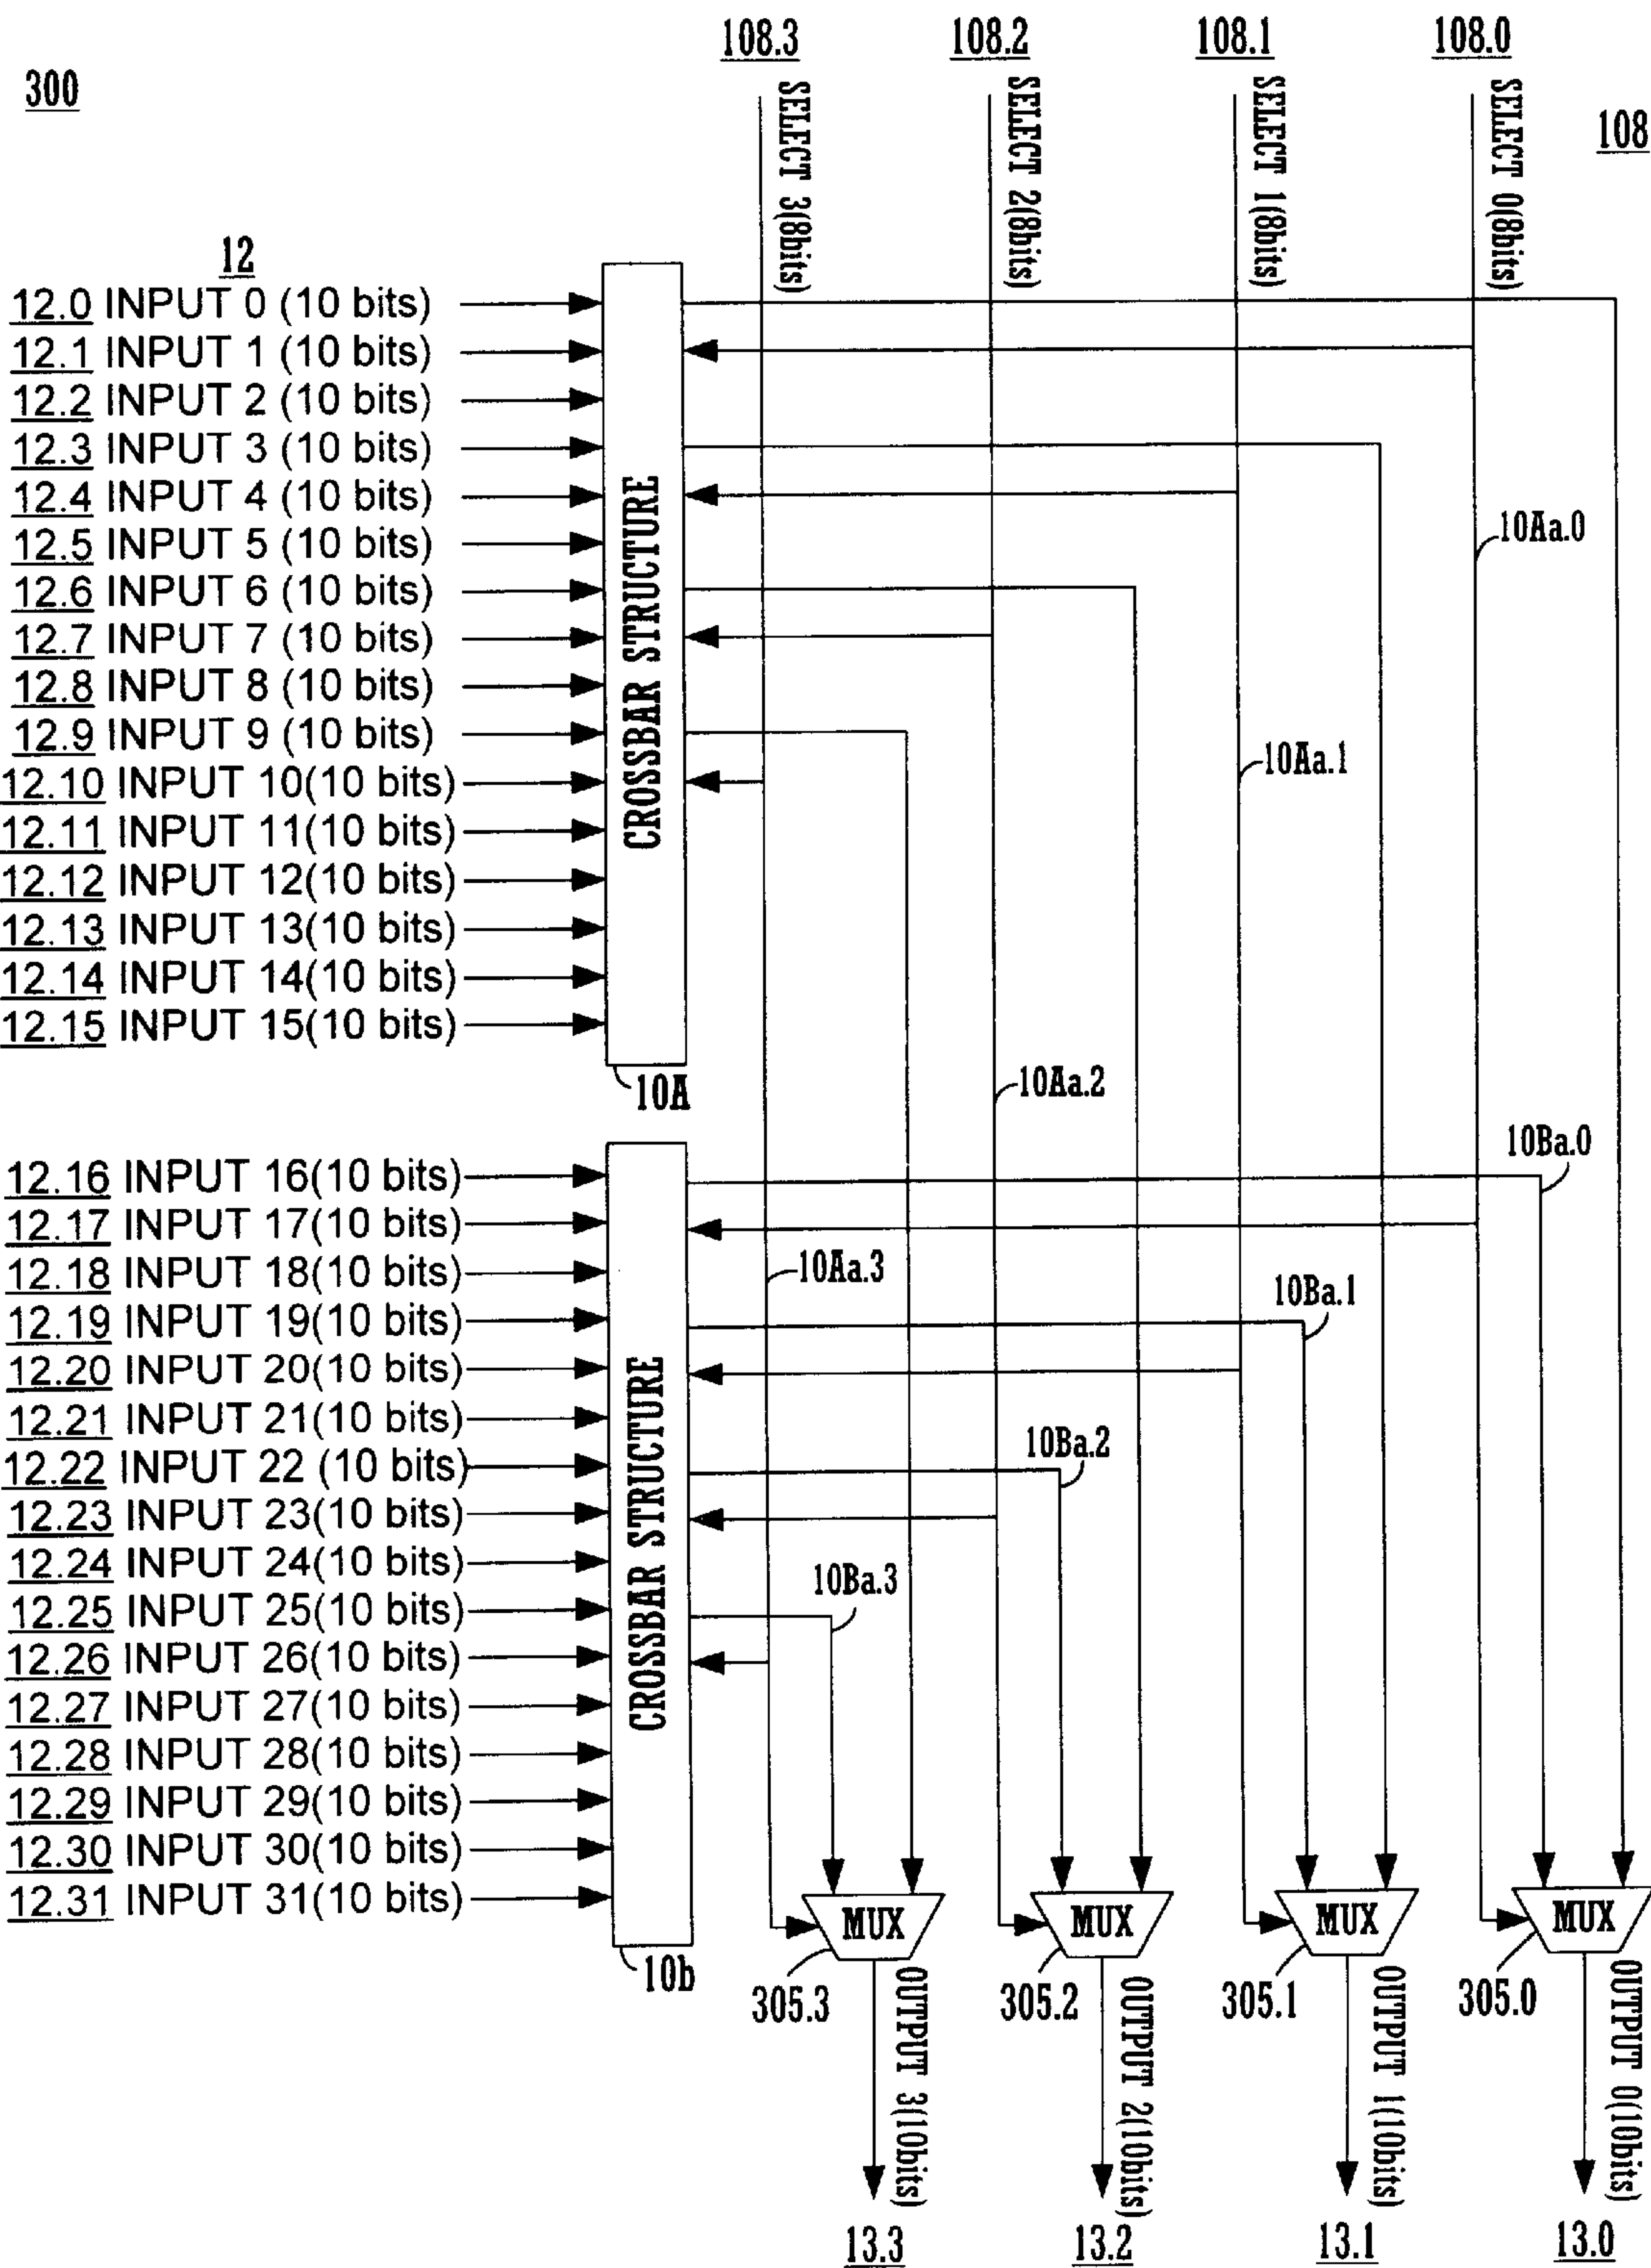 300
108.3
108.2
108.1
108.0
108
SELECT 3(8bits)
SELECT 2(8bits)
SELECT 1(8bits)
SELECT 0(8bits)
12
12.0 INPUT 0 (10 bits)
12.1 INPUT 1 (10 bits)
12.2 INPUT 2 (10 bits)
12.3 INPUT 3 (10 bits)
12.4 INPUT 4 (10 bits)
12.5 INPUT 5 (10 bits)
12.6 INPUT 6 (10 bits)
12.7 INPUT 7 (10 bits)
12.8 INPUT 8 (10 bits)
12.9 INPUT 9 (10 bits)
12.10 INPUT 10(10 bits)
12.11 INPUT 11(10 bits)
12.12 INPUT 12(10 bits)
12.13 INPUT 13(10 bits)
12.14 INPUT 14(10 bits)
12.15 INPUT 15(10 bits)
CROSSBAR STRUCTURE
10A
10Aa.0
10Aa.1
10Aa.2
10Aa.3
12.16 INPUT 16(10 bits)
12.17 INPUT 17(10 bits)
12.18 INPUT 18(10 bits)
12.19 INPUT 19(10 bits)
12.20 INPUT 20(10 bits)
12.21 INPUT 21(10 bits)
12.22 INPUT 22 (10 bits)
12.23 INPUT 23(10 bits)
12.24 INPUT 24(10 bits)
12.25 INPUT 25(10 bits)
12.26 INPUT 26(10 bits)
12.27 INPUT 27(10 bits)
12.28 INPUT 28(10 bits)
12.29 INPUT 29(10 bits)
12.30 INPUT 30(10 bits)
12.31 INPUT 31(10 bits)
CROSSBAR STRUCTURE
10b
10Ba.0
10Ba.1
10Ba.2
10Ba.3
MUX
MUX
MUX
MUX
305.3
305.2
305.1
305.0
OUTPUT 3(10bits)
OUTPUT 2(10bits)
OUTPUT 1(10bits)
OUTPUT 0(10bits)
13.3
13.2
13.1
13.0